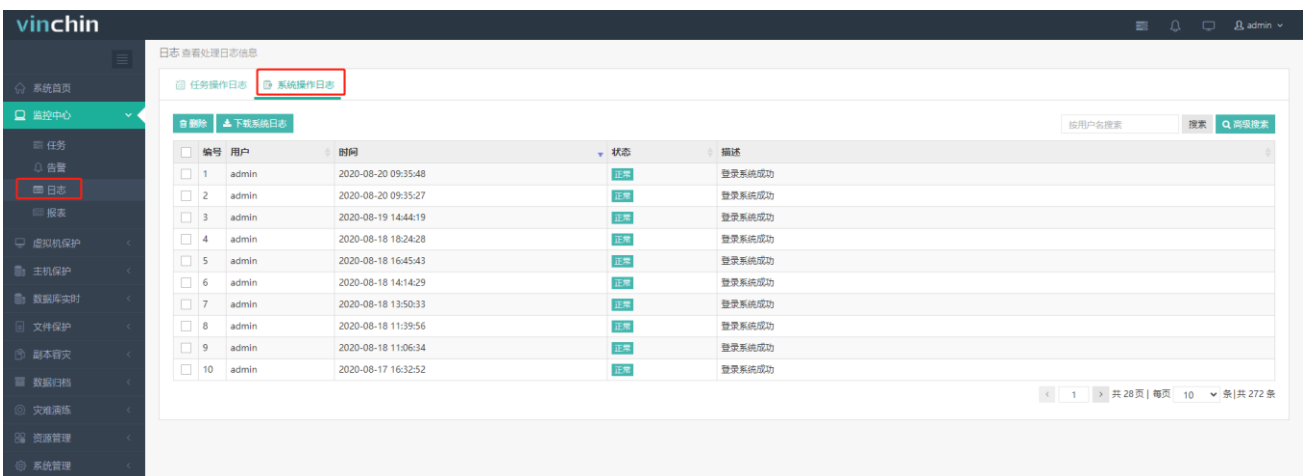 vinchin
admin
日志 查看处理日志信息
系统首页
监控中心
任务
告警
日志
报表
虚拟机保护
主机保护
数据库实时
文件保护
副本容灾
数据归档
灾难演练
资源管理
系统管理
任务操作日志 系统操作日志
删除 下载系统日志 按用户名搜索 搜索 高级搜索
编号 用户 时间 状态 描述
1 admin 2020-08-20 09:35:48 正常 登录系统成功
2 admin 2020-08-20 09:35:27 正常 登录系统成功
3 admin 2020-08-19 14:44:19 正常 登录系统成功
4 admin 2020-08-18 18:24:28 正常 登录系统成功
5 admin 2020-08-18 16:45:43 正常 登录系统成功
6 admin 2020-08-18 14:14:29 正常 登录系统成功
7 admin 2020-08-18 13:50:33 正常 登录系统成功
8 admin 2020-08-18 11:39:56 正常 登录系统成功
9 admin 2020-08-18 11:06:34 正常 登录系统成功
10 admin 2020-08-17 16:32:52 正常 登录系统成功
1 共 28 页 | 每页 10 条 | 共 272 条